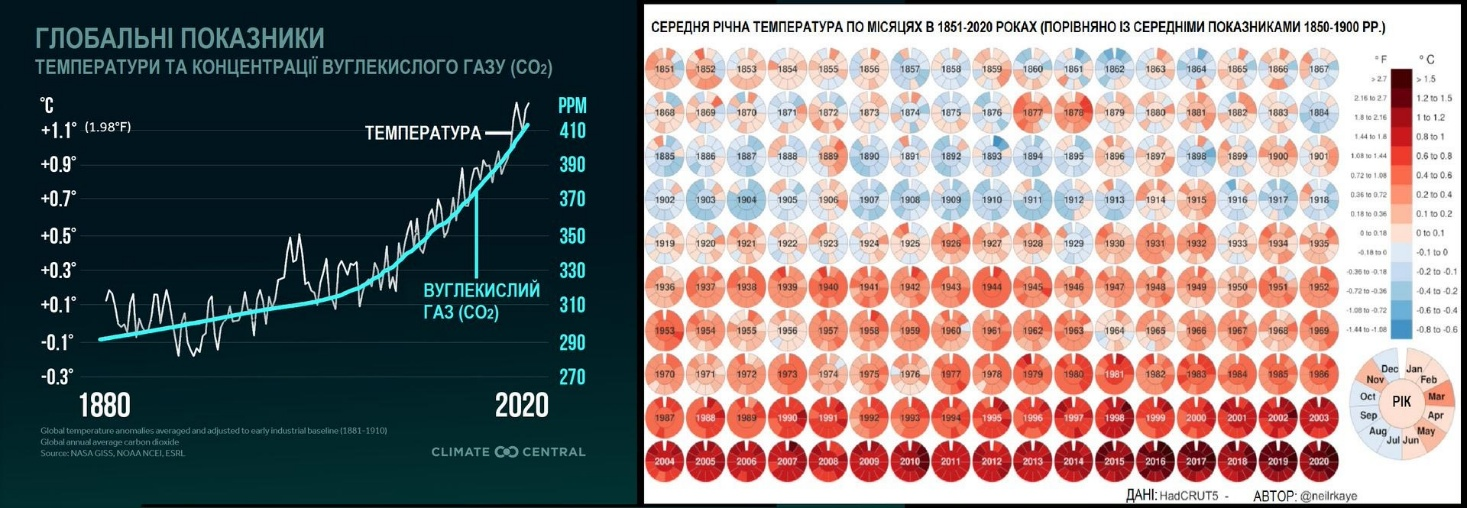 ГЛОБАЛЬНІ ПОКАЗНИКИ
ТЕМПЕРАТУРИ ТА КОНЦЕНТРАЦІЇ ВУГЛЕКИСЛОГО ГАЗУ (CO2)
°C
PPM
+1.1° (1.98°F)
ТЕМПЕРАТУРА
410
+0.9°
390
+0.7°
370
+0.5°
350
+0.3°
330
ВУГЛЕКИСЛИЙ
ГАЗ (CO2)
+0.1°
310
-0.1°
290
-0.3°
270
1880
2020
Global temperature anomalies averaged and adjusted to early industrial baseline (1881-1910)
Global annual average carbon dioxide
Source: NASA GISS, NOAA NCEI, ESRL
CLIMATE CENTRAL
СЕРЕДНЯ РІЧНА ТЕМПЕРАТУРА ПО МІСЯЦЯХ В 1851-2020 РОКАХ (ПОРІВНЯНО ІЗ СЕРЕДНІМИ ПОКАЗНИКАМИ 1850-1900 РР.)
1851 1852 1853 1854 1855 1856 1857 1858 1859 1860 1861 1862 1863 1864 1865 1866 1867
1868 1869 1870 1871 1872 1873 1874 1875 1876 1877 1878 1879 1880 1881 1882 1883 1884
1885 1886 1887 1888 1889 1890 1891 1892 1893 1894 1895 1896 1897 1898 1899 1900 1901
1902 1903 1904 1905 1906 1907 1908 1909 1910 1911 1912 1913 1914 1915 1916 1917 1918
1919 1920 1921 1922 1923 1924 1925 1926 1927 1928 1929 1930 1931 1932 1933 1934 1935
1936 1937 1938 1939 1940 1941 1942 1943 1944 1945 1946 1947 1948 1949 1950 1951 1952
1953 1954 1955 1956 1957 1958 1959 1960 1961 1962 1963 1964 1965 1966 1967 1968 1969
1970 1971 1972 1973 1974 1975 1976 1977 1978 1979 1980 1981 1982 1983 1984 1985 1986
1987 1988 1989 1990 1991 1992 1993 1994 1995 1996 1997 1998 1999 2000 2001 2002 2003
2004 2005 2006 2007 2008 2009 2010 2011 2012 2013 2014 2015 2016 2017 2018 2019 2020
° F ° C
> 2.7 > 1.5
2.16 to 2.7 1.2 to 1.5
1.8 to 2.16 1 to 1.2
1.44 to 1.8 0.8 to 1
1.08 to 1.44 0.6 to 0.8
0.72 to 1.08 0.4 to 0.6
0.36 to 0.72 0.2 to 0.4
0.18 to 0.36 0.1 to 0.2
0 to 0.18 0 to 0.1
-0.18 to 0 -0.1 to 0
-0.36 to -0.18 -0.2 to -0.1
-0.72 to -0.36 -0.4 to -0.2
-1.08 to -0.72 -0.6 to -0.4
-1.44 to -1.08 -0.8 to -0.6
Dec Jan
Nov Feb
Oct РІК Mar
Sep Apr
Aug May
Jul Jun
ДАНІ: HadCRUT5 - АВТОР: @neilrkaye